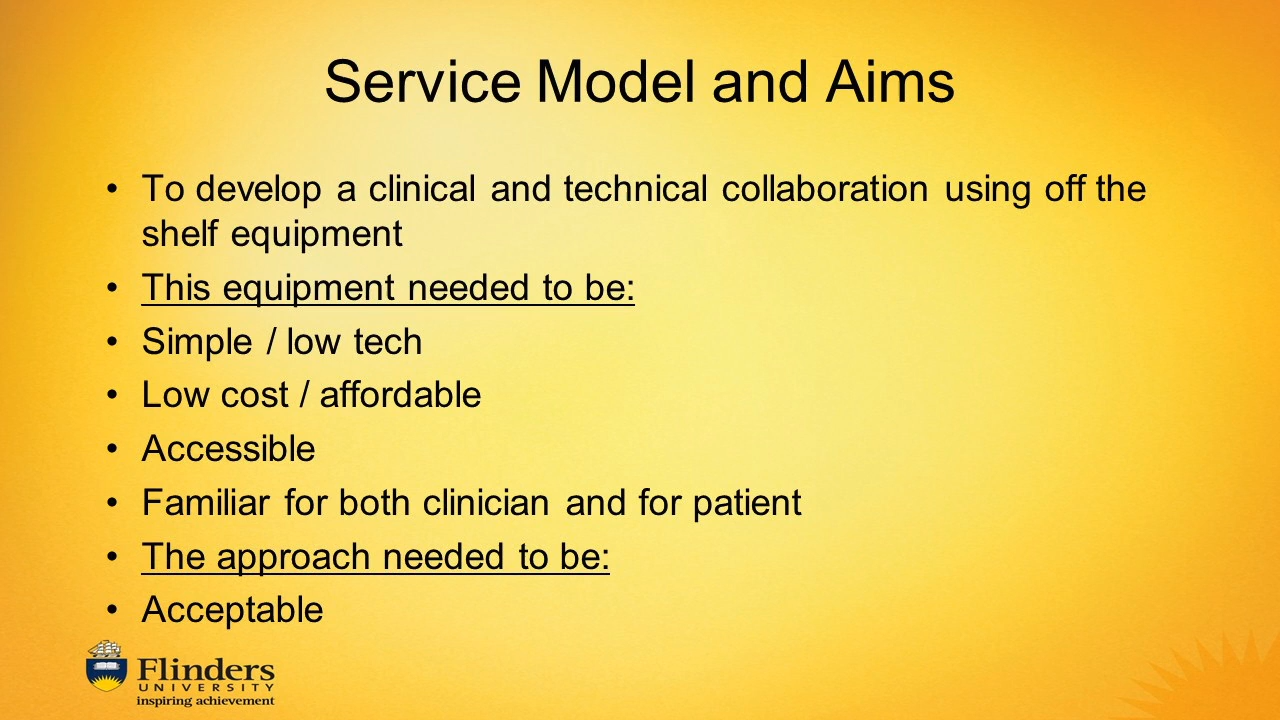 Service Model and Aims
• To develop a clinical and technical collaboration using off the
shelf equipment
• This equipment needed to be:
• Simple / low tech
• Low cost / affordable
• Accessible
• Familiar for both clinician and for patient
• The approach needed to be:
• Acceptable
Flinders
UNIVERSITY
inspiring achievement